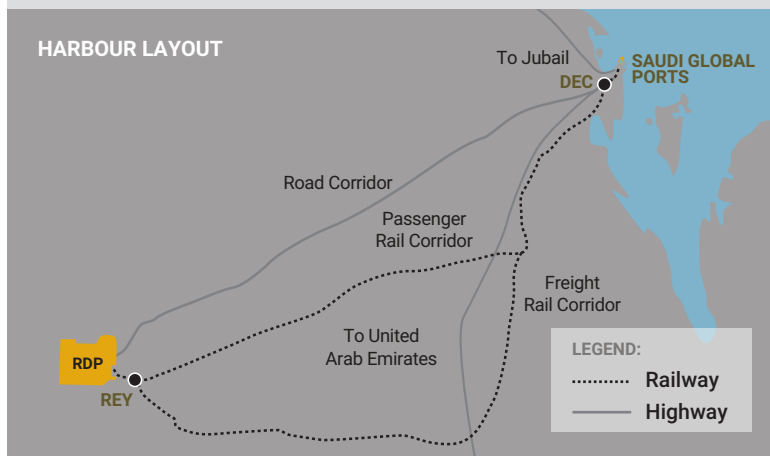 HARBOUR LAYOUT
To Jubail
SAUDI GLOBAL
PORTS
DEC
Road Corridor
Passenger
Rail Corridor
Freight
Rail Corridor
To United
Arab Emirates
RDP
REY
LEGEND:
Railway
Highway